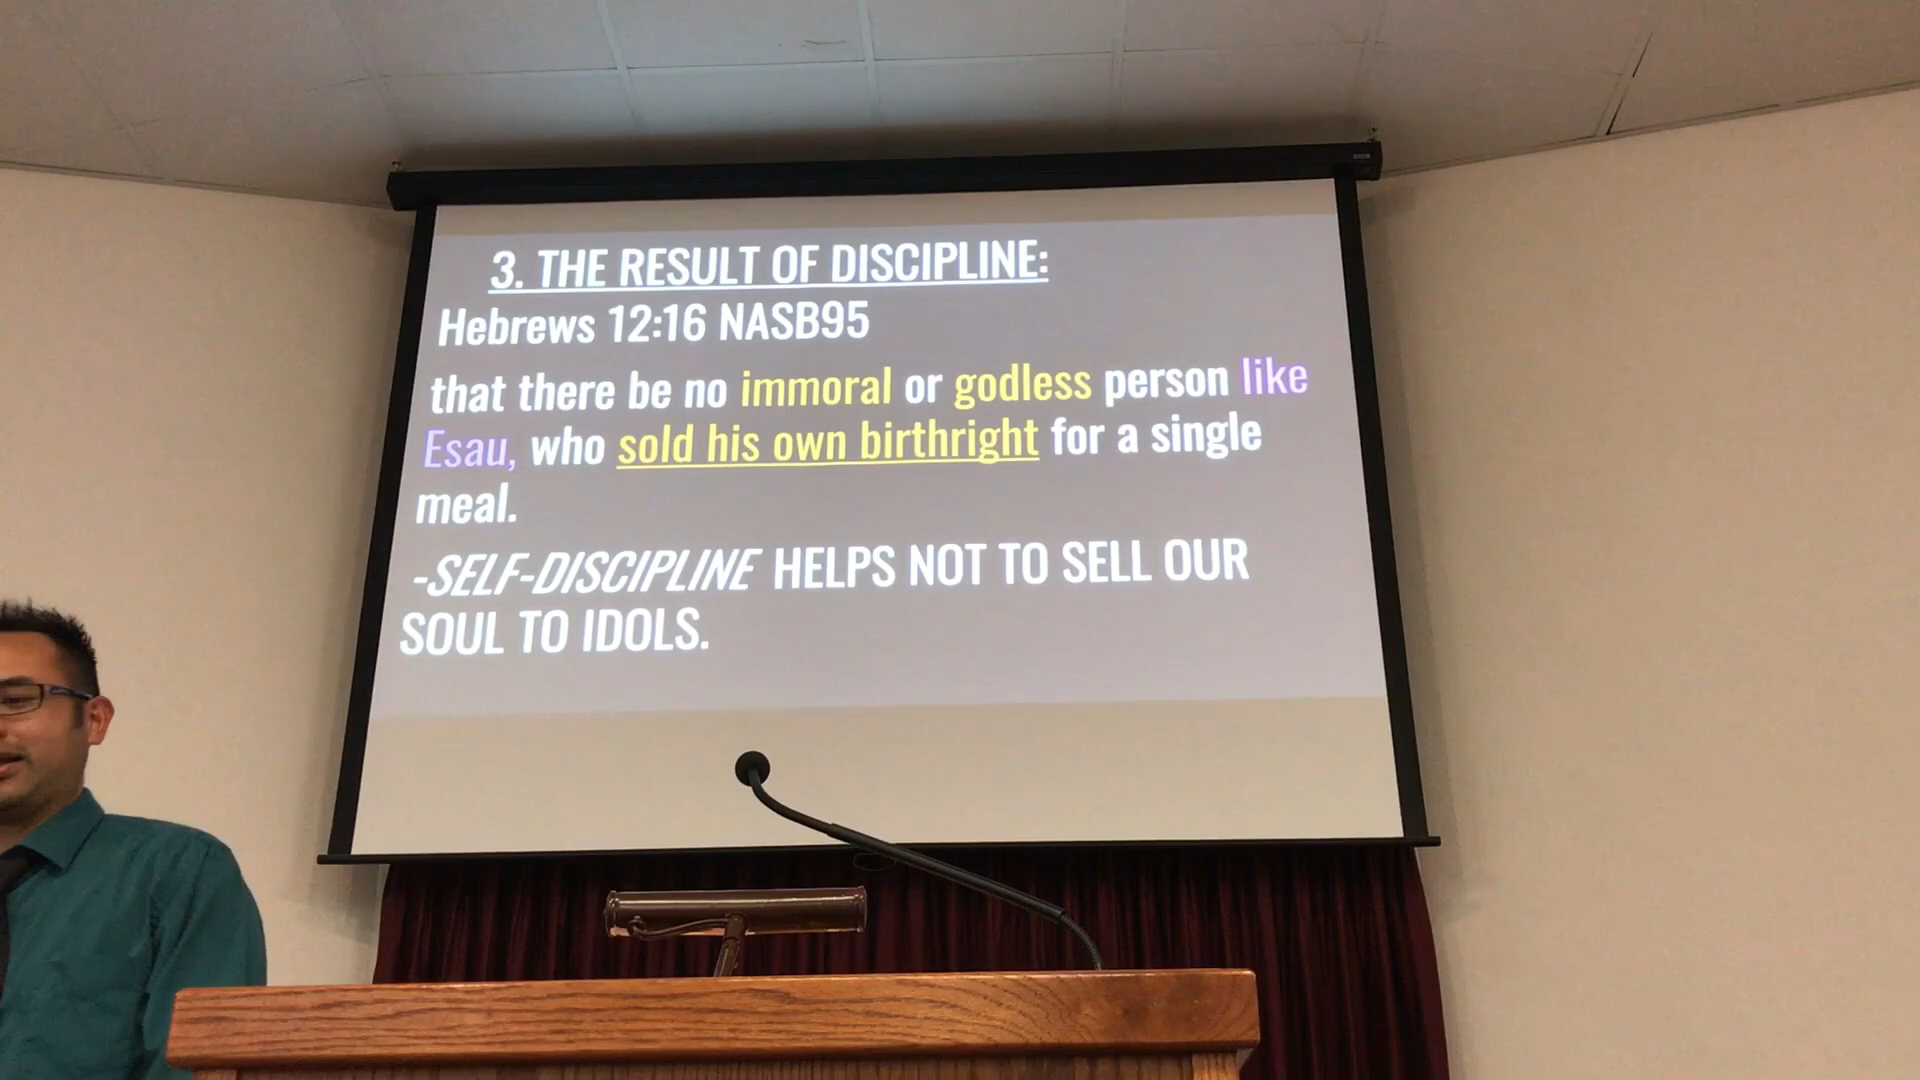 3. THE RESULT OF DISCIPLINE:
Hebrews 12:16 NASB95
that there be no immoral or godless person like
Esau, who sold his own birthright for a single
meal.
-SELF-DISCIPLINE HELPS NOT TO SELL OUR
SOUL TO IDOLS.